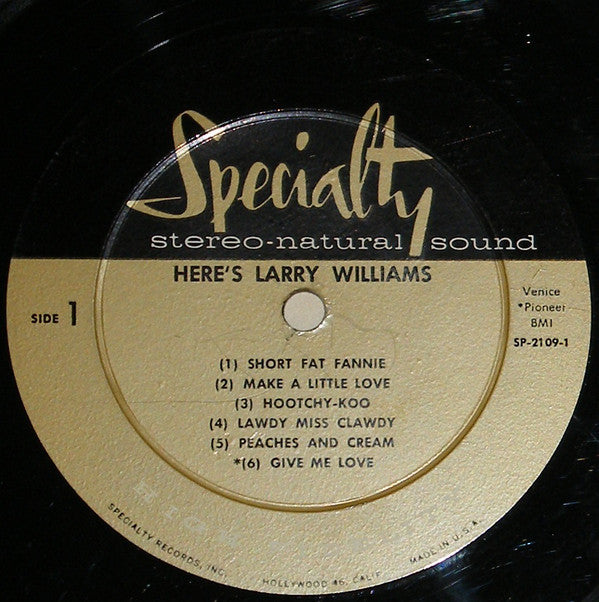 Specialty
stereo-natural sound
HERE'S LARRY WILLIAMS
SIDE 1
Venice
*Pioneer
BMI
SP-2109-1
(1) SHORT FAT FANNIE
(2) MAKE A LITTLE LOVE
(3) HOOTCHY-KOO
(4) LAWDY MISS CLAWDY
(5) PEACHES AND CREAM
*(6) GIVE ME LOVE
SPECIALTY RECORDS, INC.
HOLLYWOOD 46, CALIF.
MADE IN U.S.A.